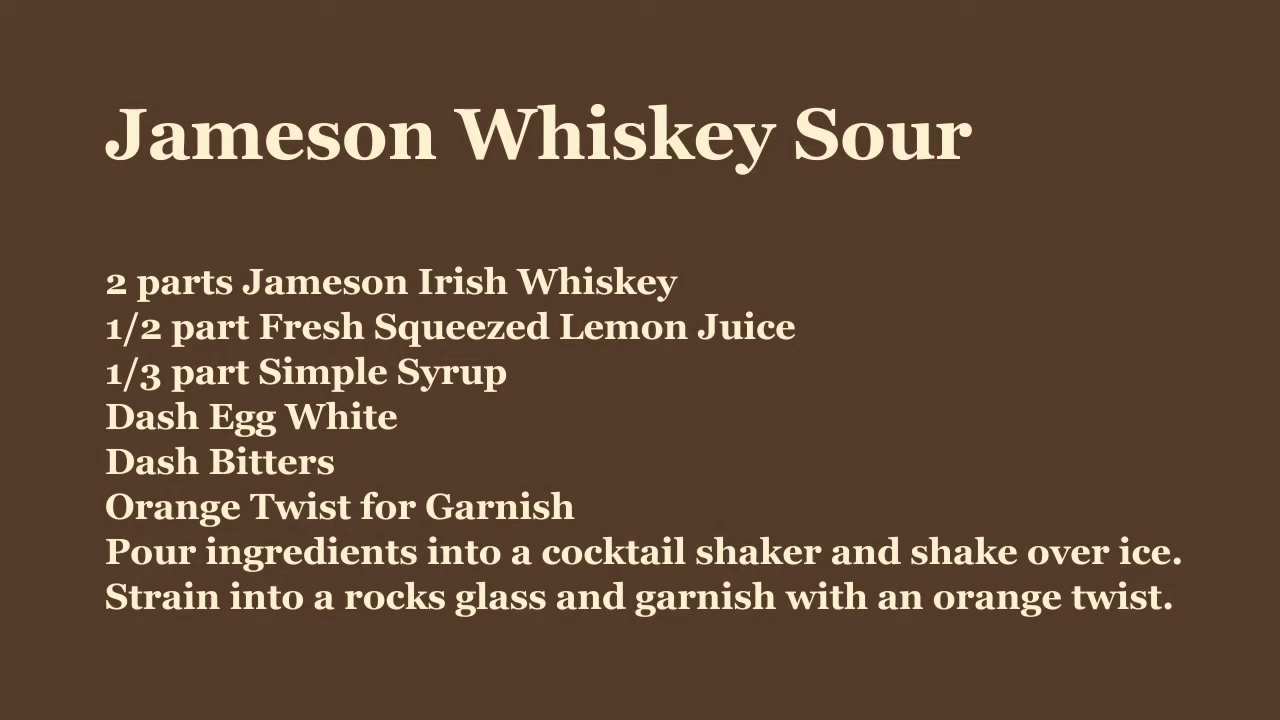 Jameson Whiskey Sour
2 parts Jameson Irish Whiskey
1/2 part Fresh Squeezed Lemon Juice
1/3 part Simple Syrup
Dash Egg White
Dash Bitters
Orange Twist for Garnish
Pour ingredients into a cocktail shaker and shake over ice.
Strain into a rocks glass and garnish with an orange twist.